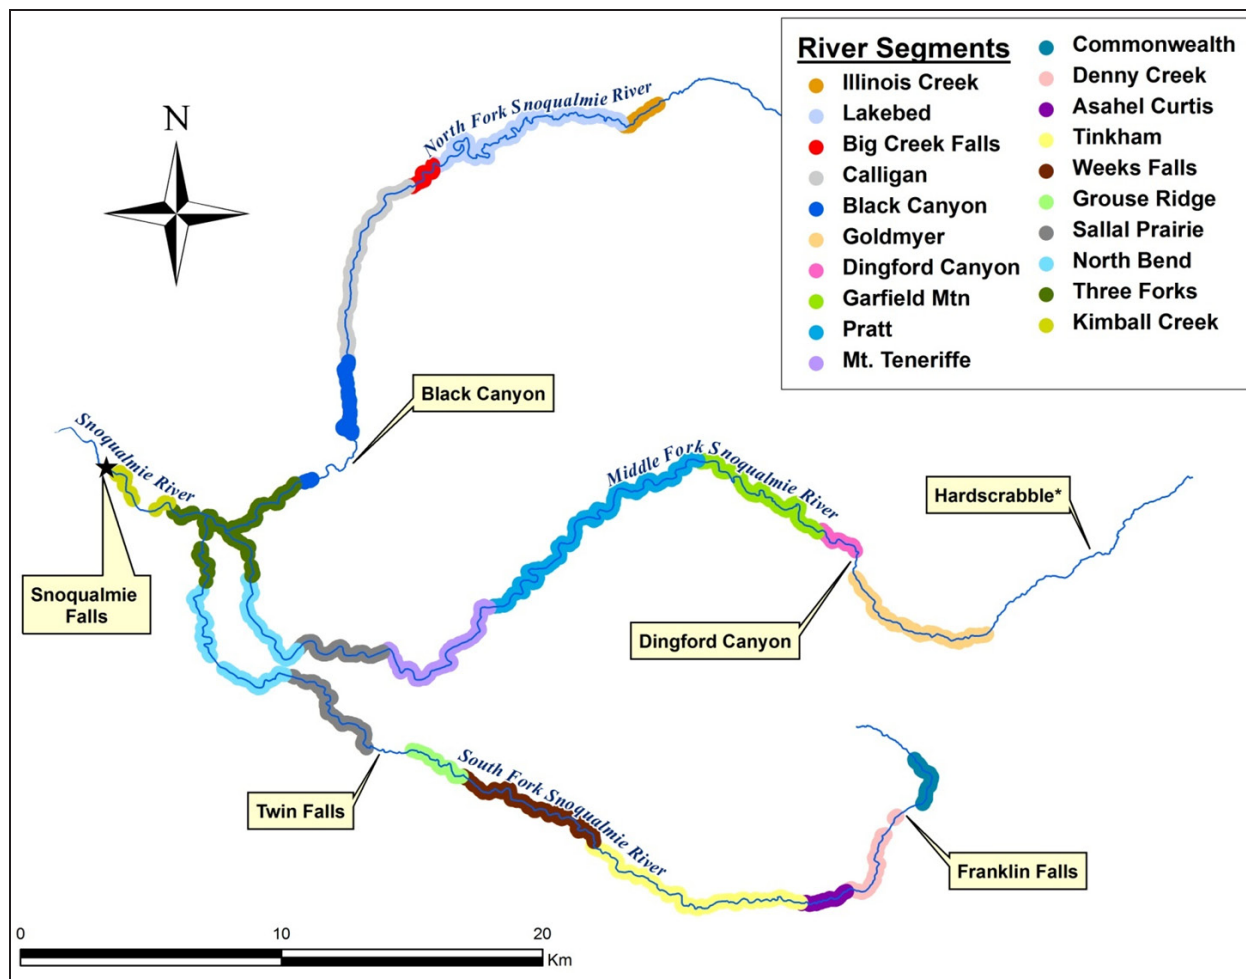 River Segments
Illinois Creek
Lakebed
Big Creek Falls
Calligan
Black Canyon
Goldmyer
Dingford Canyon
Garfield Mtn
Pratt
Mt. Teneriffe
Commonwealth
Denny Creek
Asahel Curtis
Tinkham
Weeks Falls
Grouse Ridge
Sallal Prairie
North Bend
Three Forks
Kimball Creek
N
North Fork Snoqualmie River
Black Canyon
Snoqualmie River
Middle Fork Snoqualmie River
Hardscrabble*
Snoqualmie
Falls
Dingford Canyon
South Fork Snoqualmie River
Twin Falls
Franklin Falls
0
10
20
Km